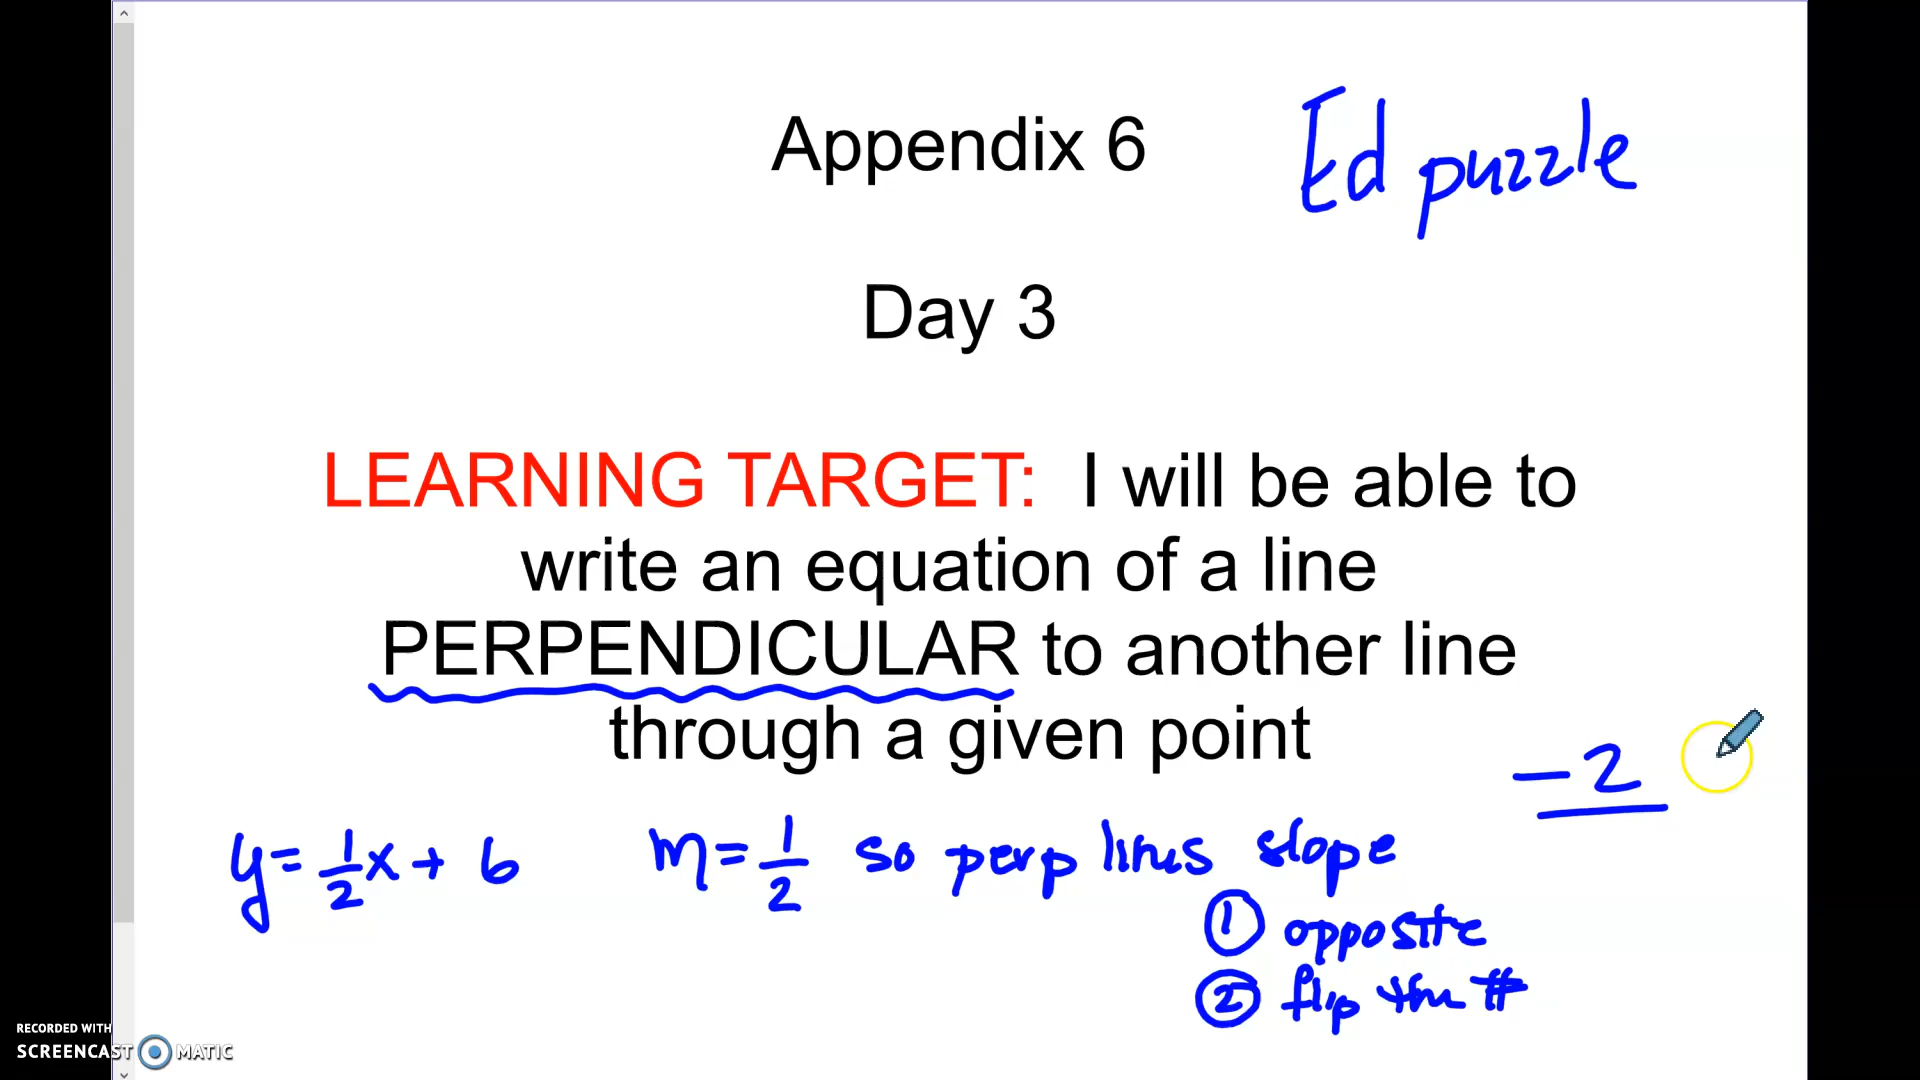 Appendix 6
Ed puzzle
Day 3
LEARNING TARGET: I will be able to
write an equation of a line
PERPENDICULAR to another line
through a given point
-2
y = 1/2 x + 6 m = 1/2 so perp lines slope
① opposite
② flip the #
RECORDED WITH
SCREENCAST MATIC